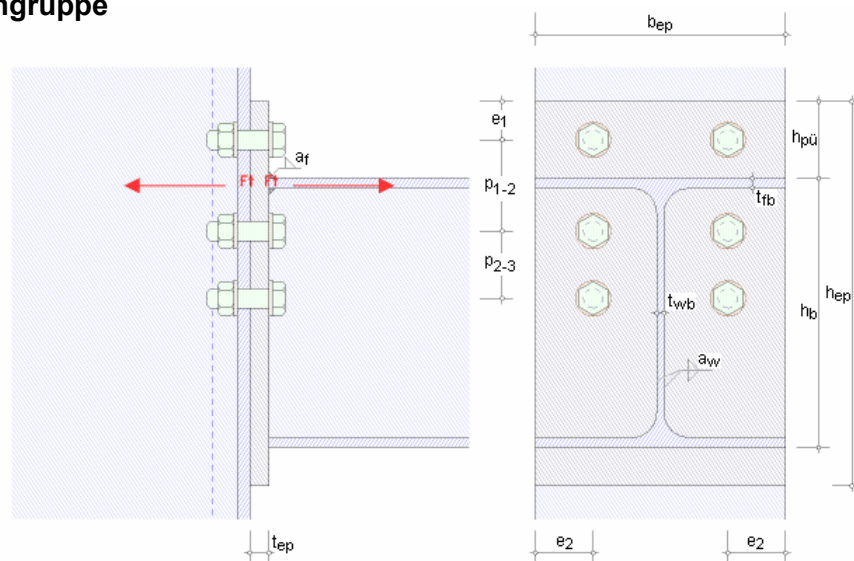 ngruppe
bep
e1
hpü
af
Ft Ft
p1-2
tfb
p2-3
twb
hb
hep
aw
tep
e2
e2